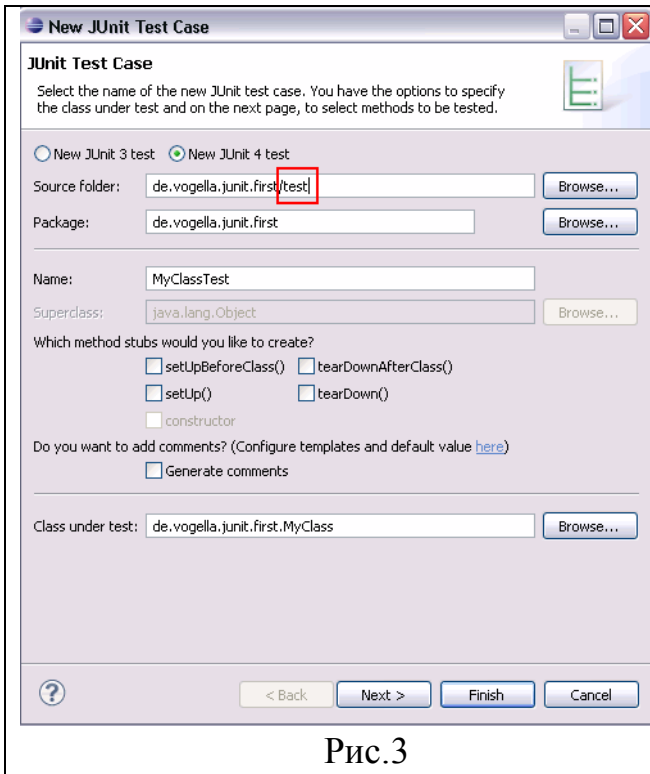 New JUnit Test Case
JUnit Test Case
Select the name of the new JUnit test case. You have the options to specify
the class under test and on the next page, to select methods to be tested.
New JUnit 3 test New JUnit 4 test
Source folder: de.vogella.junit.first/test Browse...
Package: de.vogella.junit.first Browse...
Name: MyClassTest
Superclass: java.lang.Object Browse...
Which method stubs would you like to create?
setUpBeforeClass() tearDownAfterClass()
setUp() tearDown()
constructor
Do you want to add comments? (Configure templates and default value here)
Generate comments
Class under test: de.vogella.junit.first.MyClass Browse...
? < Back Next > Finish Cancel
Рис.3